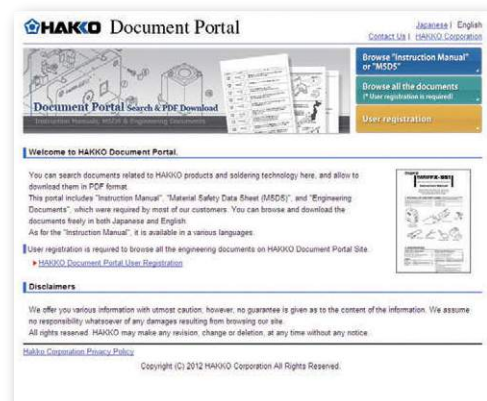 HAKKO Document Portal
Japanese | English
Contact Us | HAKKO Corporation
Document Portal Search & PDF Download
Instruction Manuals, MSDS & Engineering Documents
Browse "Instruction Manual"
or "MSDS"
Browse all the documents
(* User registration is required)
User registration
Welcome to HAKKO Document Portal.
You can search documents related to HAKKO products and soldering technology here, and allow to
download them in PDF format.
This portal includes "Instruction Manual", "Material Safety Data Sheet (MSDS)", and "Engineering
Documents", which were required by most of our customers. You can browse and download the
documents freely in both Japanese and English.
As for the "Instruction Manual", it is available in a various languages.
User registration is required to browse all the engineering documents on HAKKO Document Portal Site.
HAKKO Document Portal User Registration
Disclaimers
We offer you various information with utmost caution, however, no guarantee is given as to the content of the information. We assume
no responsibility whatsoever of any damages resulting from browsing our site.
All rights reserved. HAKKO may make any revision, change or deletion, at any time without any notice.
Hakko Corporation Privacy Policy
Copyright (C) 2012 HAKKO Corporation All Rights Reserved.